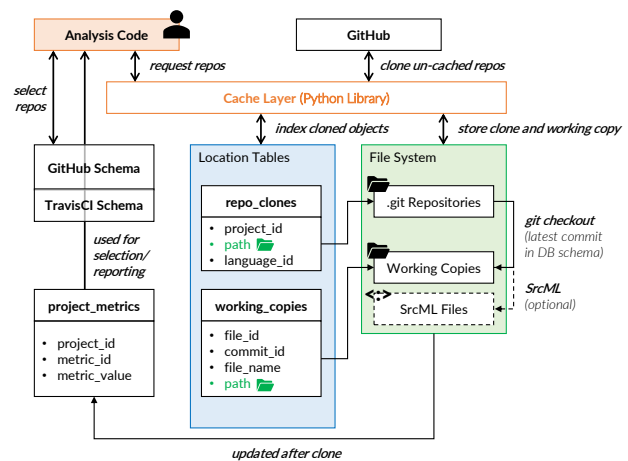 Analysis Code
GitHub
request repos
clone un-cached repos
select
repos
Cache Layer (Python Library)
index cloned objects
store clone and working copy
GitHub Schema
TravisCI Schema
Location Tables
File System
repo_clones
• project_id
• path
• language_id
.git Repositories
git checkout
(latest commit
in DB schema)
used for
selection/
reporting
Working Copies
SrcML
(optional)
project_metrics
• project_id
• metric_id
• metric_value
working_copies
• file_id
• commit_id
• file_name
• path
<·>
SrcML Files
updated after clone